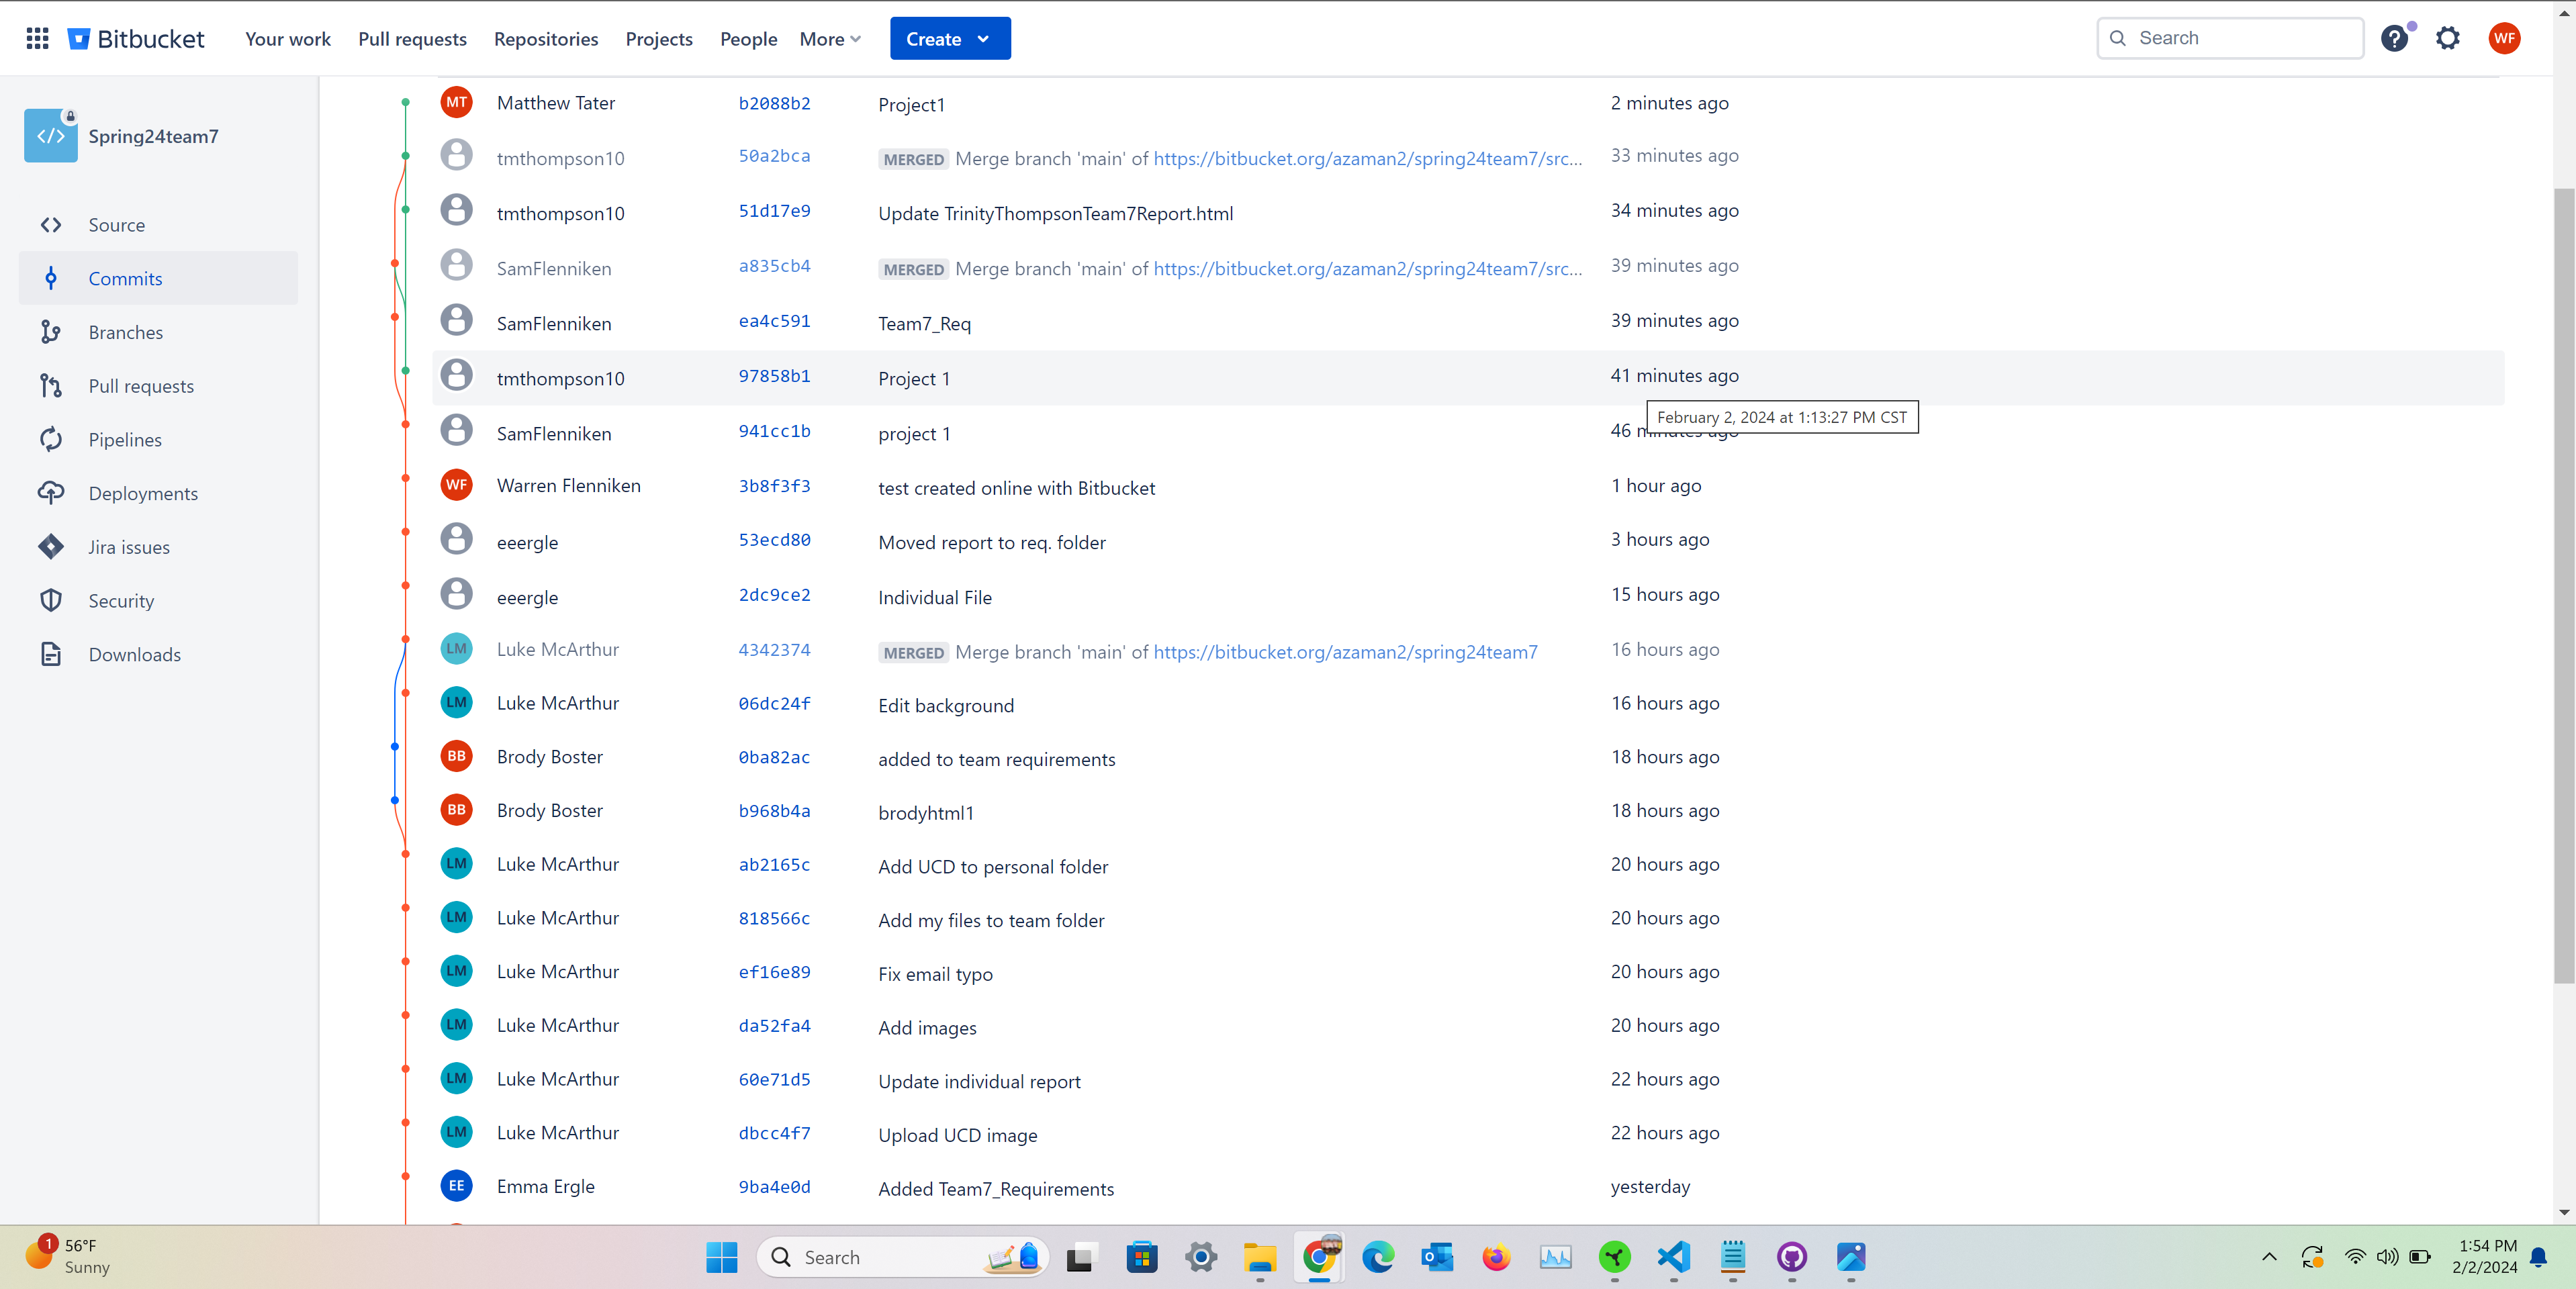 Bitbucket Your work Pull requests Repositories Projects People More Create Search ? WF
Spring24team7
Source
Commits
Branches
Pull requests
Pipelines
Deployments
Jira issues
Security
Downloads
MT Matthew Tater b2088b2 Project1 2 minutes ago
tmthompson10 50a2bca MERGED Merge branch 'main' of https://bitbucket.org/azaman2/spring24team7/src... 33 minutes ago
tmthompson10 51d17e9 Update TrinityThompsonTeam7Report.html 34 minutes ago
SamFlenniken a835cb4 MERGED Merge branch 'main' of https://bitbucket.org/azaman2/spring24team7/src... 39 minutes ago
SamFlenniken ea4c591 Team7_Req 39 minutes ago
tmthompson10 97858b1 Project 1 41 minutes ago
February 2, 2024 at 1:13:27 PM CST
SamFlenniken 941cc1b project 1 46 minutes ago
WF Warren Flenniken 3b8f3f3 test created online with Bitbucket 1 hour ago
eeergle 53ecd80 Moved report to req. folder 3 hours ago
eeergle 2dc9ce2 Individual File 15 hours ago
LM Luke McArthur 4342374 MERGED Merge branch 'main' of https://bitbucket.org/azaman2/spring24team7 16 hours ago
LM Luke McArthur 06dc24f Edit background 16 hours ago
BB Brody Boster 0ba82ac added to team requirements 18 hours ago
BB Brody Boster b968b4a brodyhtml1 18 hours ago
LM Luke McArthur ab2165c Add UCD to personal folder 20 hours ago
LM Luke McArthur 818566c Add my files to team folder 20 hours ago
LM Luke McArthur ef16e89 Fix email typo 20 hours ago
LM Luke McArthur da52fa4 Add images 20 hours ago
LM Luke McArthur 60e71d5 Update individual report 22 hours ago
LM Luke McArthur dbcc4f7 Upload UCD image 22 hours ago
EE Emma Ergle 9ba4e0d Added Team7_Requirements yesterday
1 56°F
Sunny
Search
1:54 PM
2/2/2024